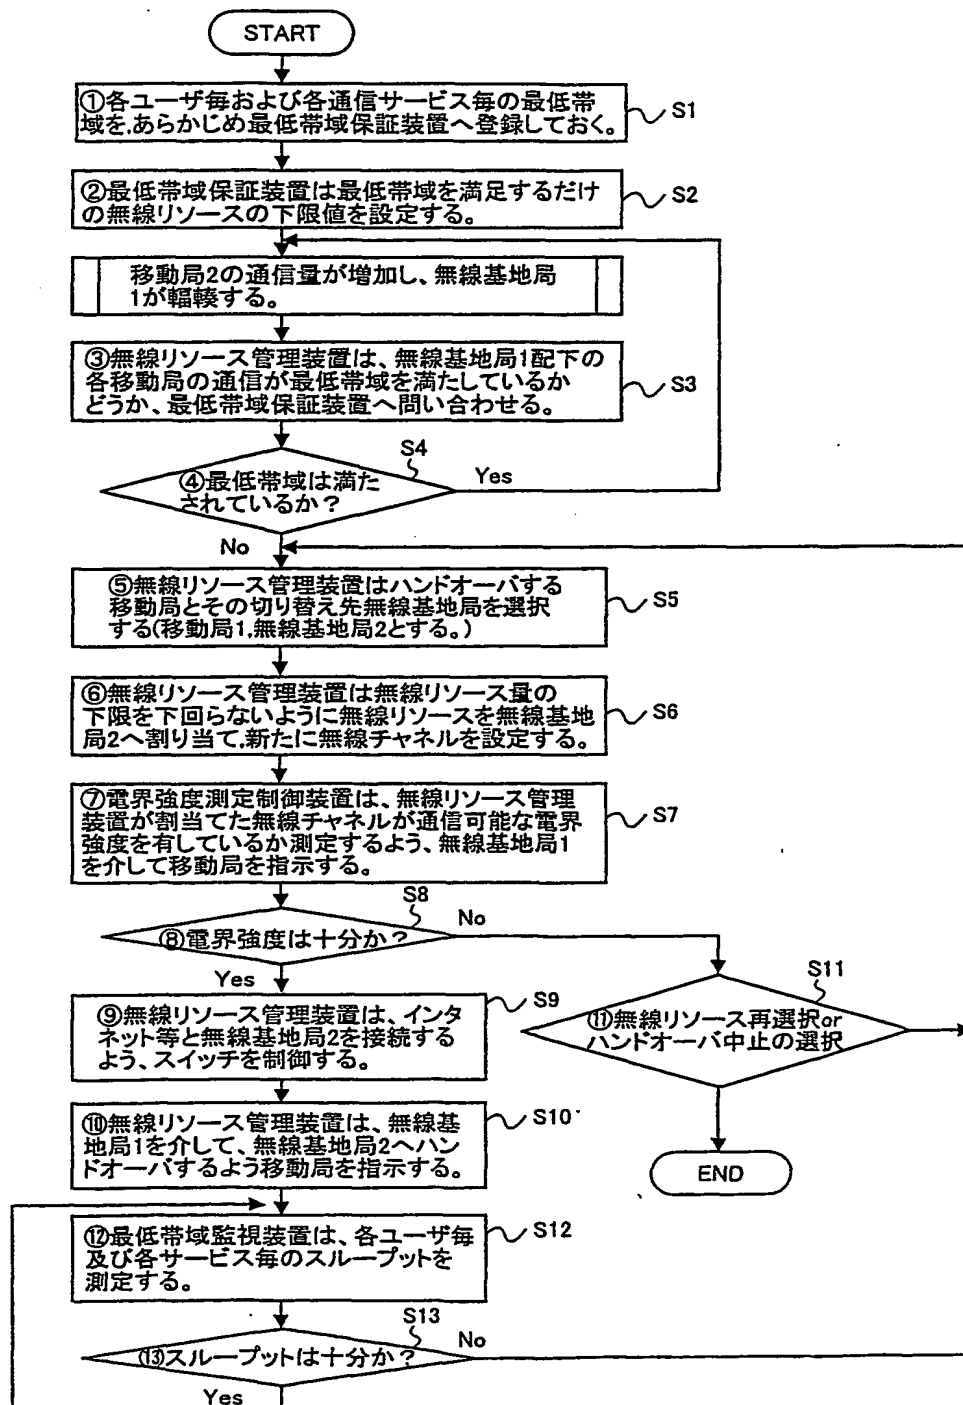 START
①各ユーザ毎および各通信サービス毎の最低帯
域を,あらかじめ最低帯域保証装置へ登録しておく。
S1
②最低帯域保証装置は最低帯域を満足するだけ
の無線リソースの下限値を設定する。
S2
移動局2の通信量が増加し、無線基地局
1が輻輳する。
③無線リソース管理装置は、無線基地局1配下の
各移動局の通信が最低帯域を満たしているか
どうか、最低帯域保証装置へ問い合わせる。
S3
S4
④最低帯域は満た
されているか？
Yes
No
⑤無線リソース管理装置はハンドオーバする
移動局とその切り替え先無線基地局を選択
する(移動局1,無線基地局2とする。)
S5
⑥無線リソース管理装置は無線リソース量の
下限を下回らないように無線リソースを無線基地
局2へ割り当て,新たに無線チャネルを設定する。
S6
⑦電界強度測定制御装置は、無線リソース管理
装置が割当てた無線チャネルが通信可能な電界
強度を有しているか測定するよう、無線基地局1
を介して移動局を指示する。
S7
S8
⑧電界強度は十分か？
No
Yes
⑨無線リソース管理装置は、インタ
ネット等と無線基地局2を接続する
よう、スイッチを制御する。
S9
S11
⑪無線リソース再選択or
ハンドオーバ中止の選択
⑩無線リソース管理装置は、無線基
地局1を介して、無線基地局2へハン
ドオーバするよう移動局を指示する。
S10
END
⑫最低帯域監視装置は、各ユーザ毎
及び各サービス毎のスループットを
測定する。
S12
S13
⑬スループットは十分か？
No
Yes